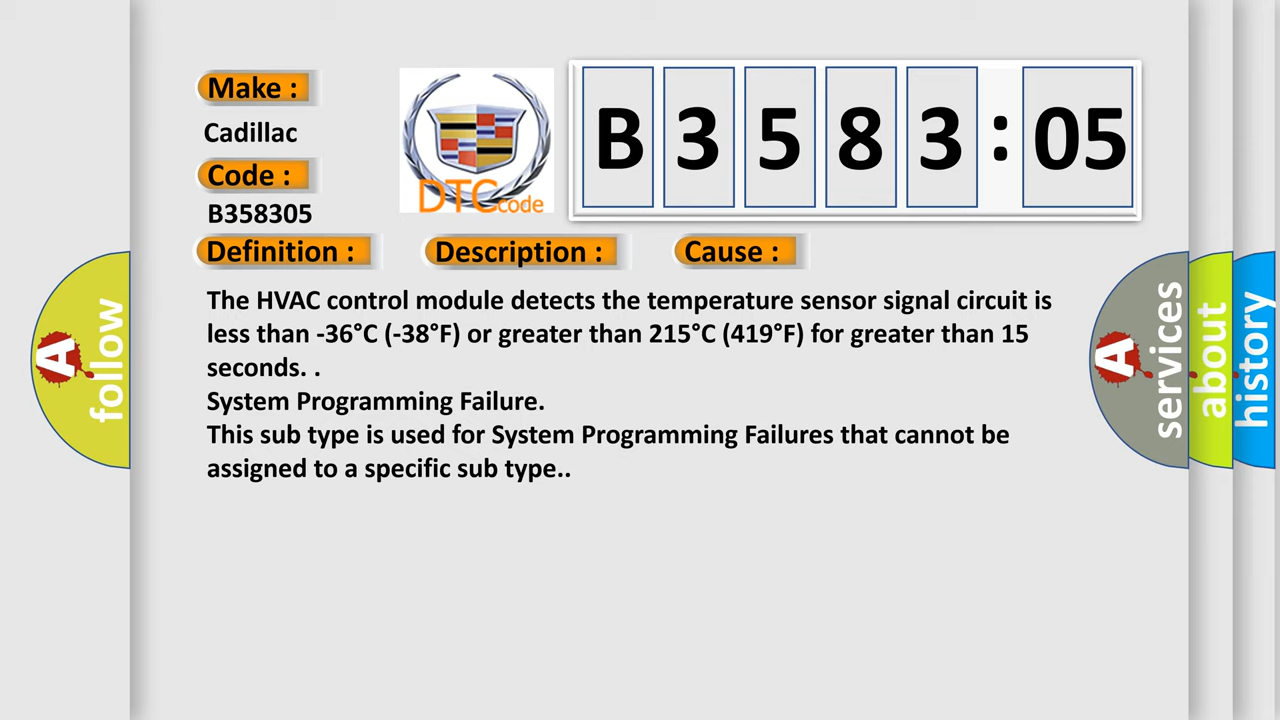 Make :
Cadillac
Code :
B358305
DTCcode
B 3 5 8 3 : 05
Definition :
Description :
Cause :
The HVAC control module detects the temperature sensor signal circuit is
less than -36°C (-38°F) or greater than 215°C (419°F) for greater than 15
seconds. .
System Programming Failure.
This sub type is used for System Programming Failures that cannot be
assigned to a specific sub type..
A follow
A services
about
history